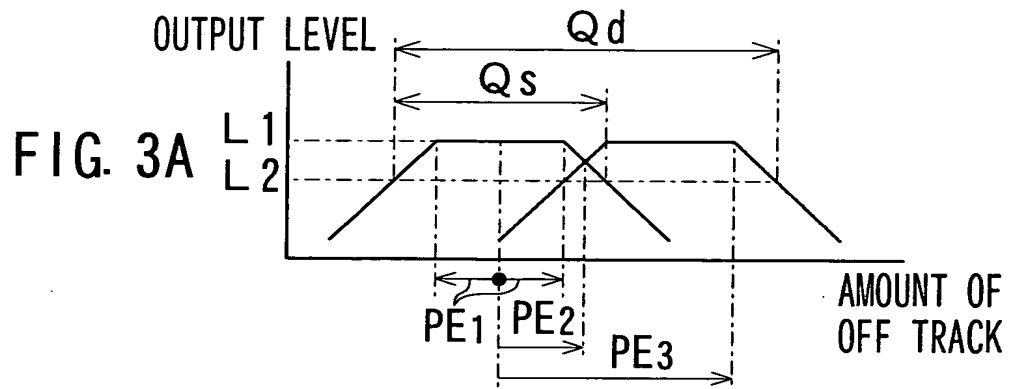 OUTPUT LEVEL
Qd
Qs
FIG. 3A
L1
L2
PE1
PE2
PE3
AMOUNT OF
OFF TRACK